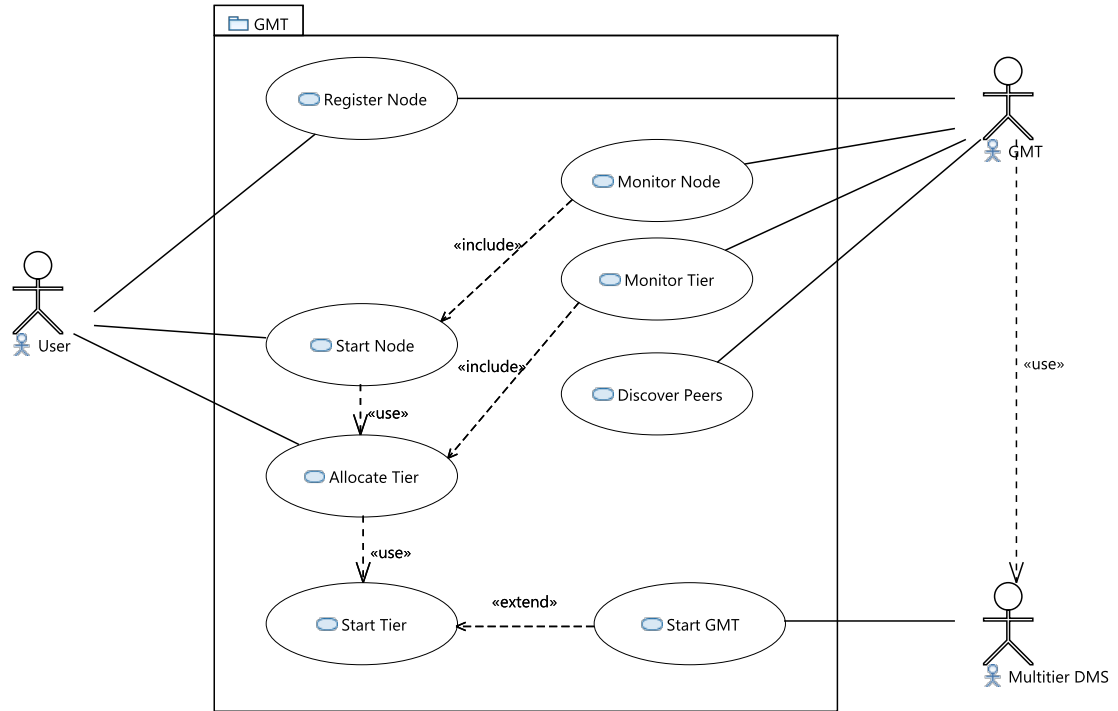 GMT
Register Node
GMT
Monitor Node
«include»
Monitor Tier
User
Start Node
«include»
«use»
Discover Peers
«use»
Allocate Tier
«use»
«extend»
Start Tier
Start GMT
Multitier DMS